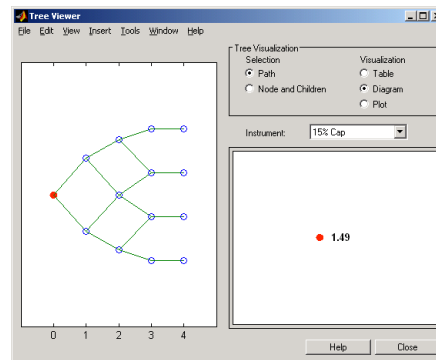 Tree Viewer
File Edit View Insert Tools Window Help
Tree Visualization
Selection
Visualization
Path
Table
Node and Children
Diagram
Plot
Instrument: 15% Cap
1.49
0 1 2 3 4
Help Close